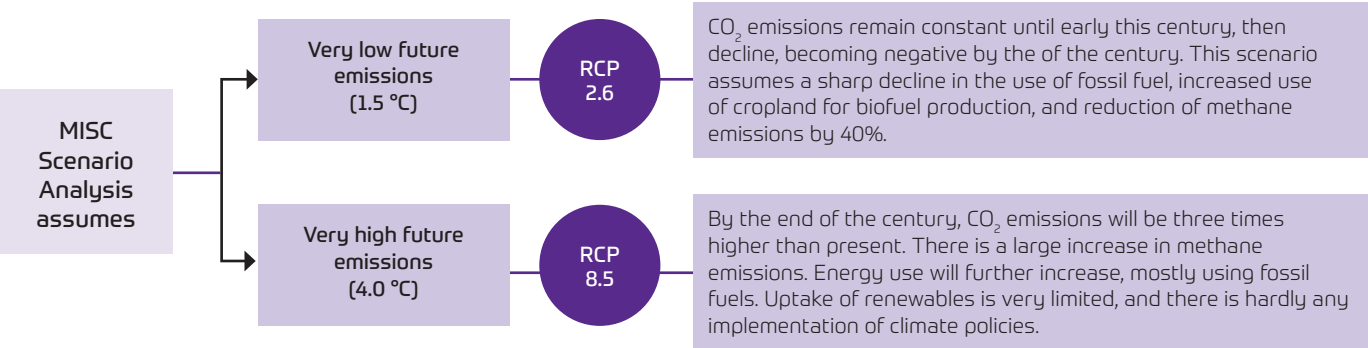 MISC
Scenario
Analysis
assumes
Very low future
emissions
(1.5 °C)
RCP
2.6
CO₂ emissions remain constant until early this century, then
decline, becoming negative by the of the century. This scenario
assumes a sharp decline in the use of fossil fuel, increased use
of cropland for biofuel production, and reduction of methane
emissions by 40%.
Very high future
emissions
(4.0 °C)
RCP
8.5
By the end of the century, CO₂ emissions will be three times
higher than present. There is a large increase in methane
emissions. Energy use will further increase, mostly using fossil
fuels. Uptake of renewables is very limited, and there is hardly any
implementation of climate policies.